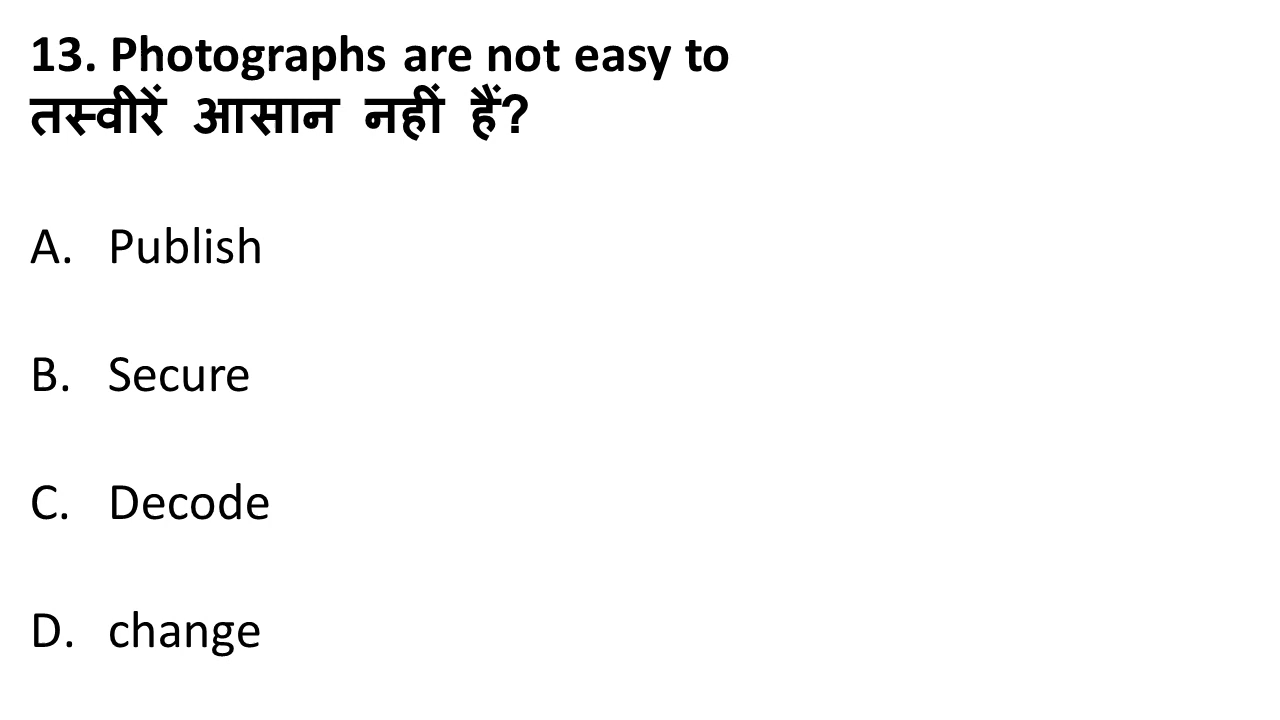 13. Photographs are not easy to
तस्वीरें आसान नहीं हैं?
A. Publish
B. Secure
C. Decode
D. change